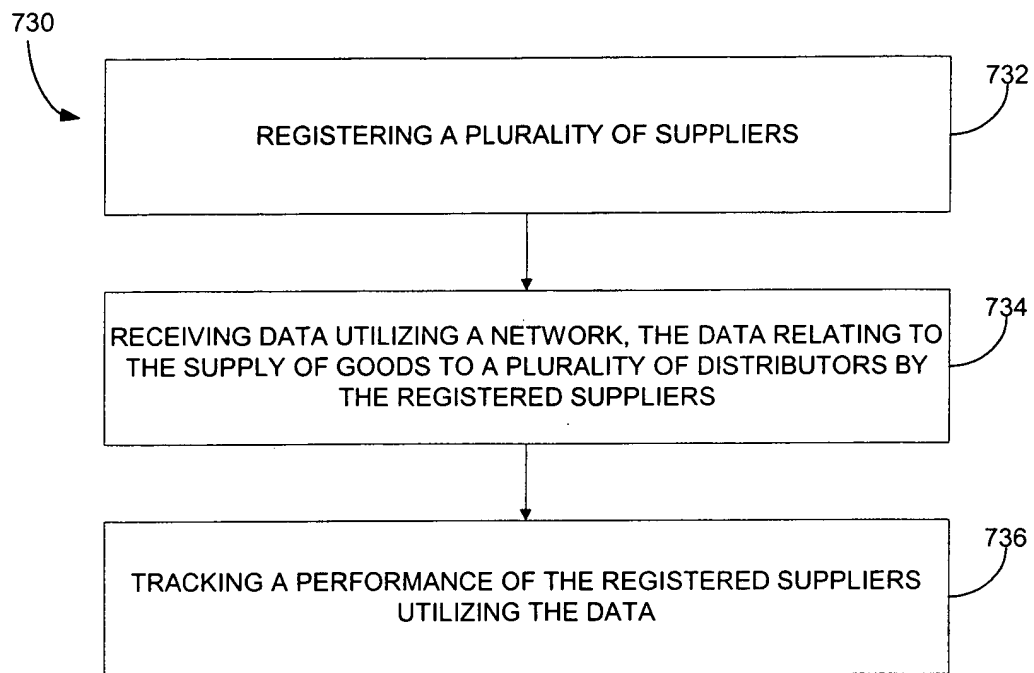 730
732
REGISTERING A PLURALITY OF SUPPLIERS
734
RECEIVING DATA UTILIZING A NETWORK, THE DATA RELATING TO
THE SUPPLY OF GOODS TO A PLURALITY OF DISTRIBUTORS BY
THE REGISTERED SUPPLIERS
736
TRACKING A PERFORMANCE OF THE REGISTERED SUPPLIERS
UTILIZING THE DATA